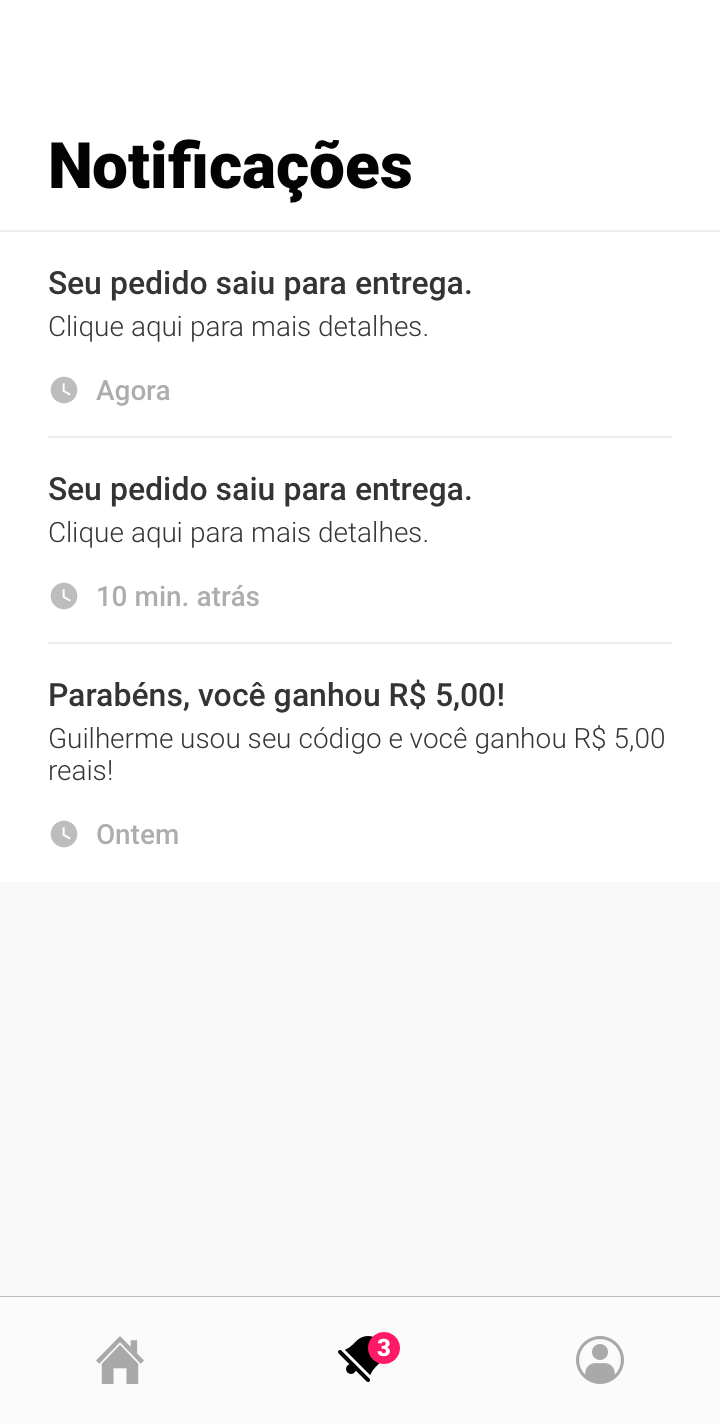 Notificações
Seu pedido saiu para entrega.
Clique aqui para mais detalhes.
Agora
Seu pedido saiu para entrega.
Clique aqui para mais detalhes.
10 min. atrás
Parabéns, você ganhou R$ 5,00!
Guilherme usou seu código e você ganhou R$ 5,00
reais!
Ontem
3